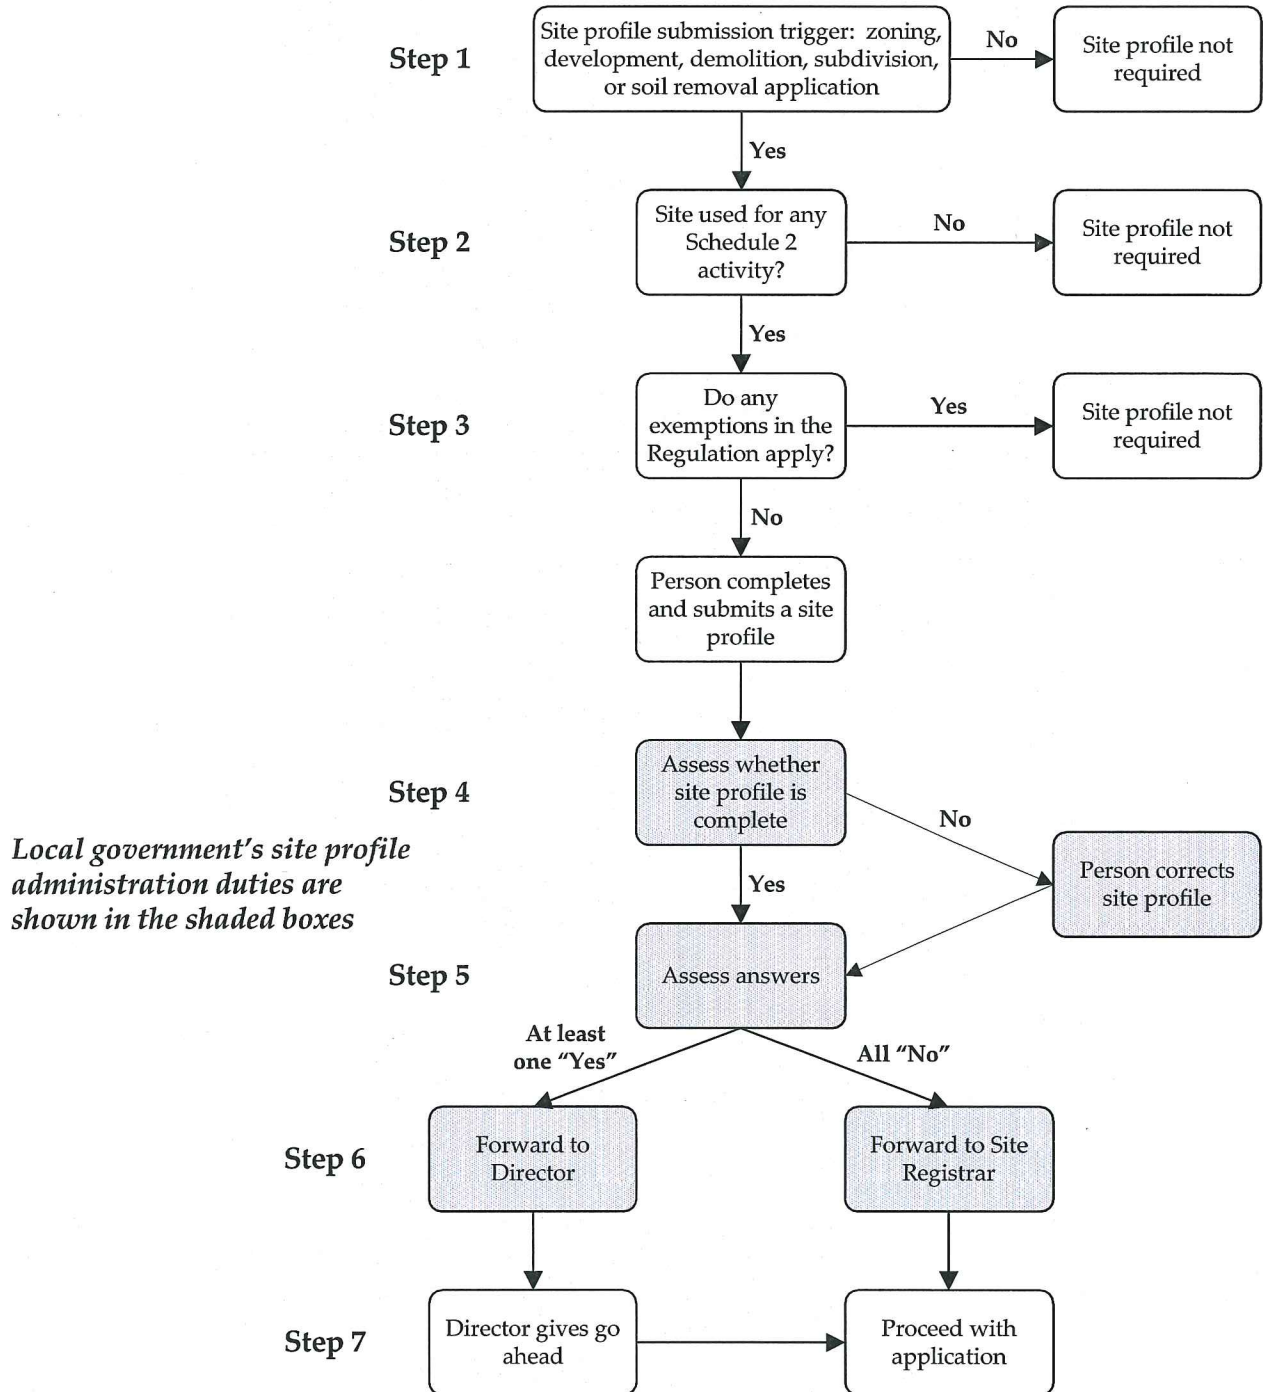 Step 1
Site profile submission trigger: zoning,
development, demolition, subdivision,
or soil removal application
No
Site profile not
required
Yes
Step 2
Site used for any
Schedule 2
activity?
No
Site profile not
required
Yes
Step 3
Do any
exemptions in the
Regulation apply?
Yes
Site profile not
required
No
Person completes
and submits a site
profile
Step 4
Assess whether
site profile is
complete
No
Local government's site profile
administration duties are
shown in the shaded boxes
Person corrects
site profile
Yes
Step 5
Assess answers
At least
one "Yes"
All "No"
Step 6
Forward to
Director
Forward to Site
Registrar
Step 7
Director gives go
ahead
Proceed with
application